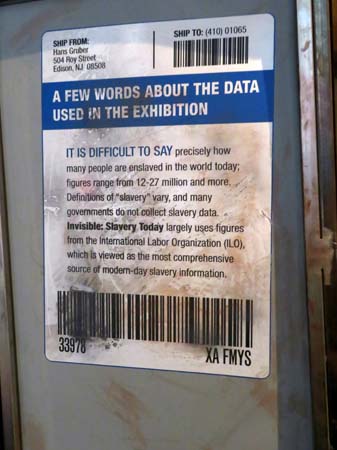 SHIP FROM:
Hans Gruber
504 Roy Street
Edison, NJ 08508
SHIP TO: (410) 01065
A FEW WORDS ABOUT THE DATA
USED IN THE EXHIBITION
IT IS DIFFICULT TO SAY precisely how
many people are enslaved in the world today;
figures range from 12-27 million and more.
Definitions of "slavery" vary, and many
governments do not collect slavery data.
Invisible: Slavery Today largely uses figures
from the International Labor Organization (ILO),
which is viewed as the most comprehensive
source of modern-day slavery information.
33978
XA FMYS